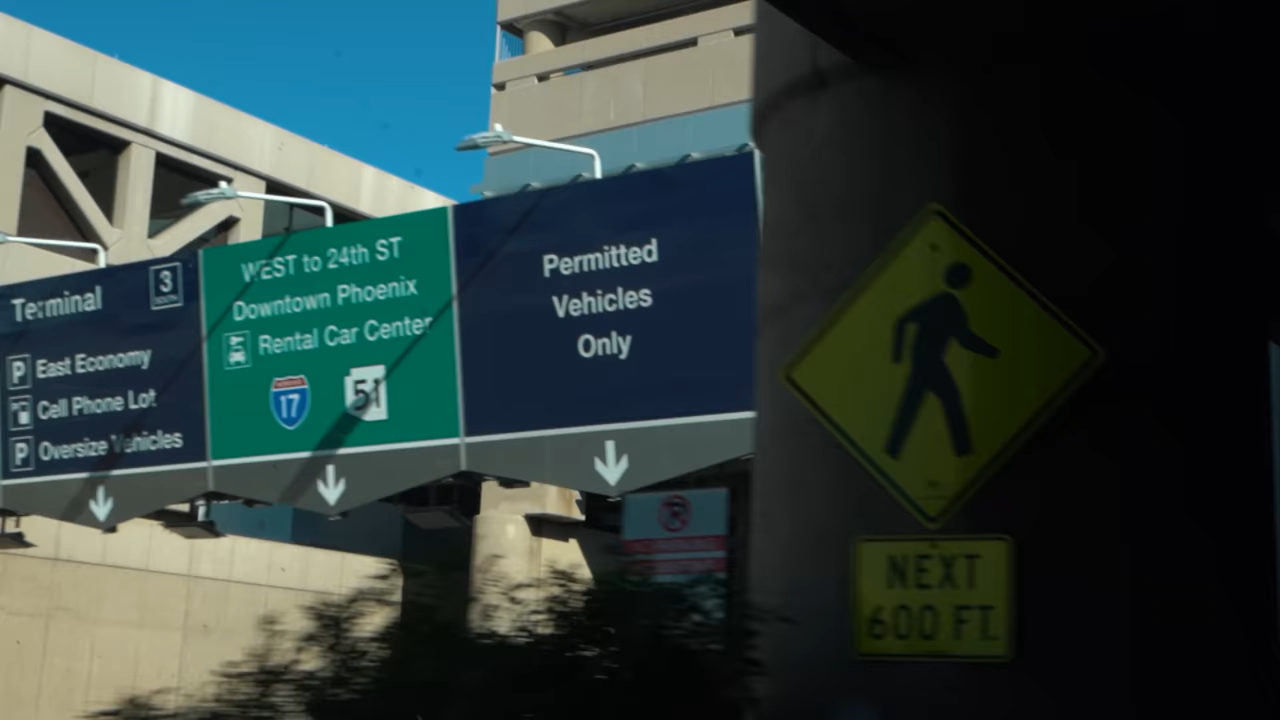 Terminal 3
SOUTH
P East Economy
Cell Phone Lot
P Oversize Vehicles
WEST to 24th ST
Downtown Phoenix
Rental Car Center
17
51
Permitted
Vehicles
Only
NEXT
600 FT.